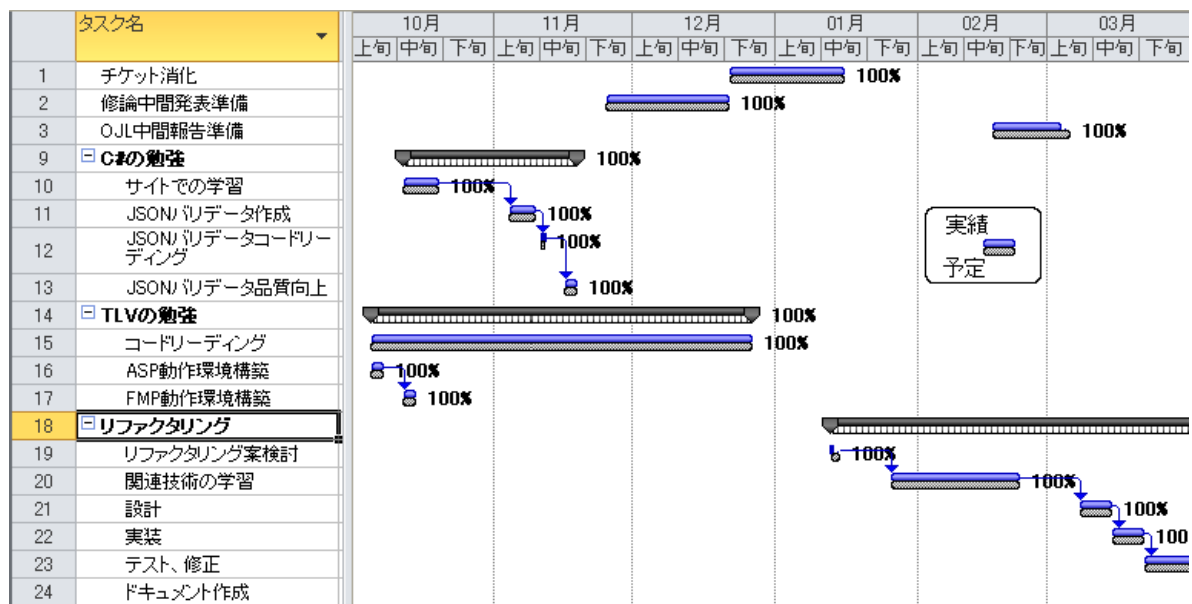 タスク名
10月 11月 12月 01月 02月 03月
上旬 中旬 下旬 上旬 中旬 下旬 上旬 中旬 下旬 上旬 中旬 下旬 上旬 中旬 下旬 上旬 中旬 下旬
1 チケット消化 100%
2 修論中間発表準備 100%
3 OJL中間報告準備 100%
9 C#の勉強 100%
10 サイトでの学習 100%
11 JSONバリデータ作成 100%
12 JSONバリデータコードリー
ディング 100%
実績
予定
13 JSONバリデータ品質向上 100%
14 TLVの勉強 100%
15 コードリーディング 100%
16 ASP動作環境構築 100%
17 FMP動作環境構築 100%
18 リファクタリング
19 リファクタリング案検討 100%
20 関連技術の学習 100%
21 設計 100%
22 実装 100
23 テスト、修正
24 ドキュメント作成